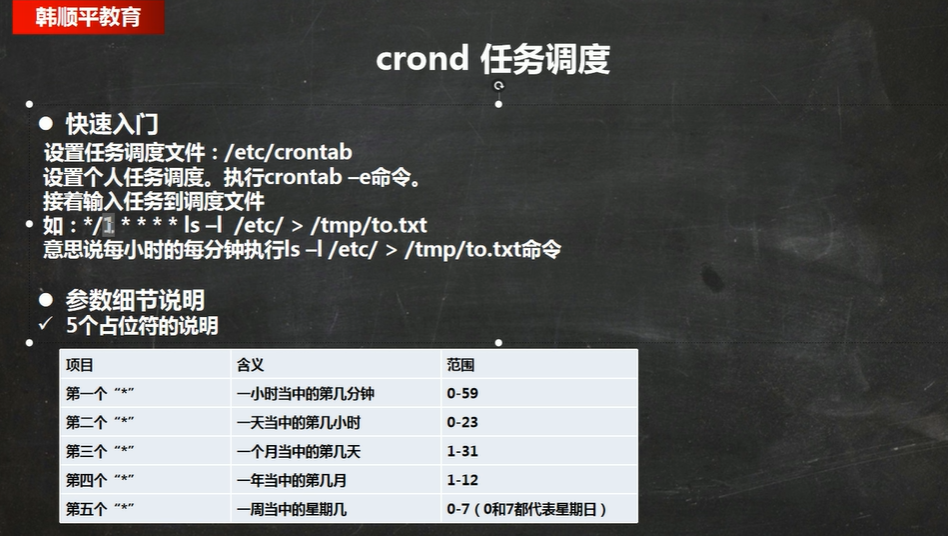 韩顺平教育
crond 任务调度
● 快速入门
设置任务调度文件：/etc/crontab
设置个人任务调度。执行crontab –e命令。
接着输入任务到调度文件
如：*/1 * * * * ls –l  /etc/ > /tmp/to.txt
意思说每小时的每分钟执行ls –l /etc/ > /tmp/to.txt命令
● 参数细节说明
✓ 5个占位符的说明
项目 含义 范围
第一个“*” 一小时当中的第几分钟 0-59
第二个“*” 一天当中的第几小时 0-23
第三个“*” 一个月当中的第几天 1-31
第四个“*” 一年当中的第几月 1-12
第五个“*” 一周当中的星期几 0-7（0和7都代表星期日）